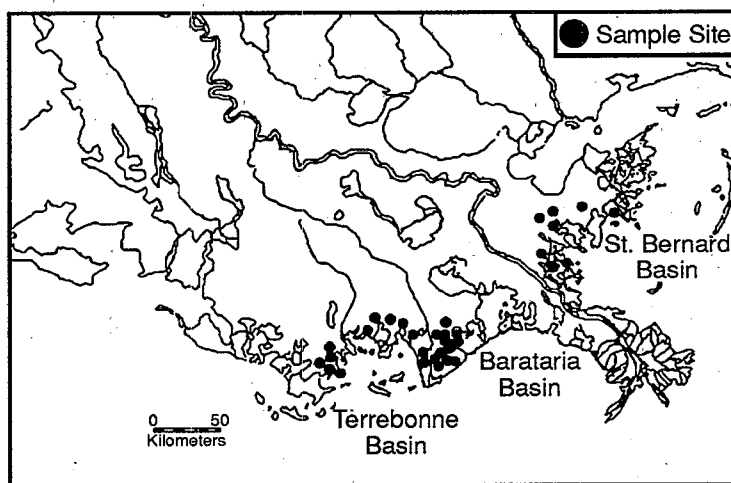 Sample Site
St. Bernard
Basin
Barataria
Basin
Terrebonne
Basin
0 50
Kilometers